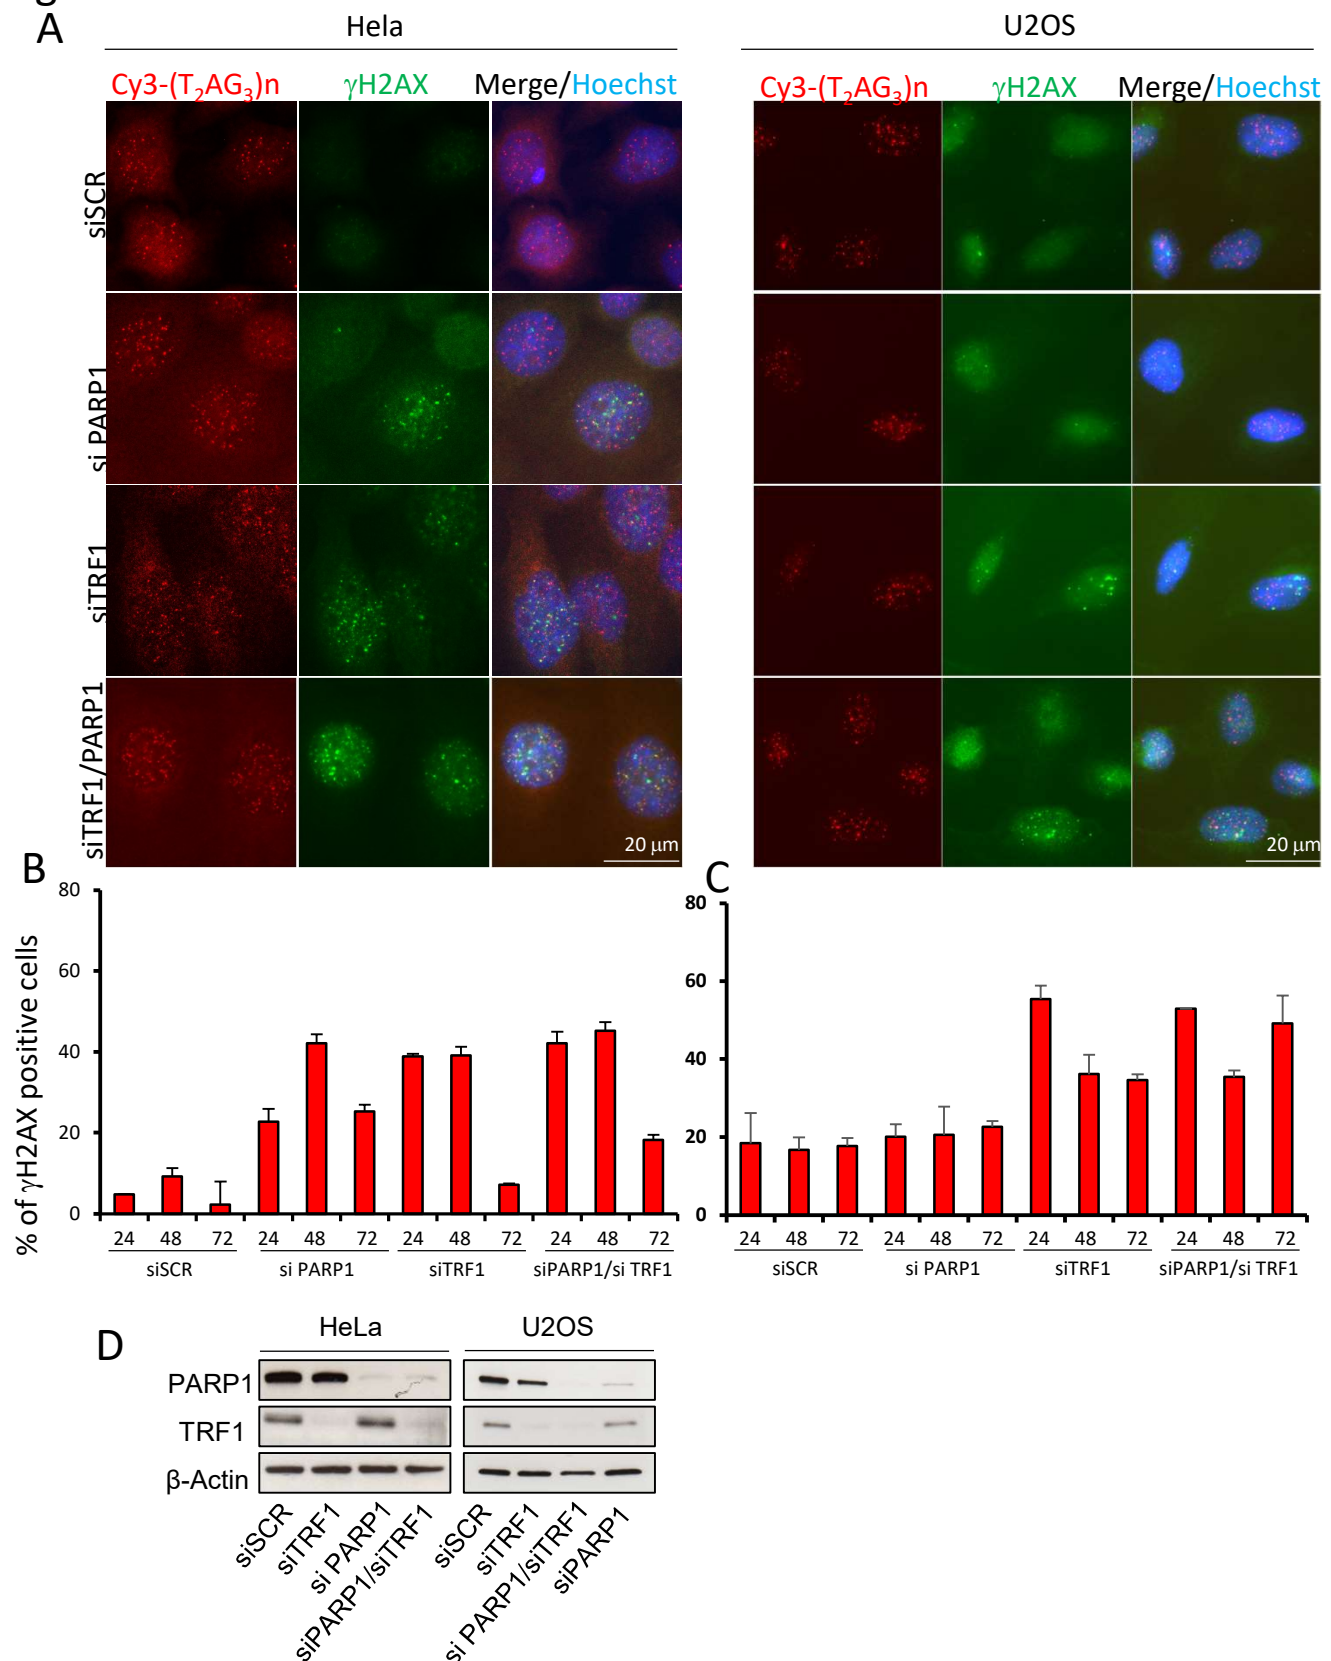 A
Hela
U2OS
Cy3-(T2AG3)n γH2AX Merge/Hoechst
Cy3-(T2AG3)n γH2AX Merge/Hoechst
siSCR
si PARP1
siTRF1
siTRF1/PARP1
20 μm
20 μm
B
% of γH2AX positive cells
80
60
40
20
0
24 48 72 24 48 72 24 48 72 24 48 72
siSCR si PARP1 siTRF1 siPARP1/si TRF1
C
80
60
40
20
0
24 48 72 24 48 72 24 48 72 24 48 72
siSCR si PARP1 siTRF1 siPARP1/si TRF1
D
HeLa
U2OS
PARP1
TRF1
β-Actin
siSCR
siTRF1
si PARP1
siPARP1/siTRF1
siSCR
siTRF1
si PARP1/siTRF1
siPARP1